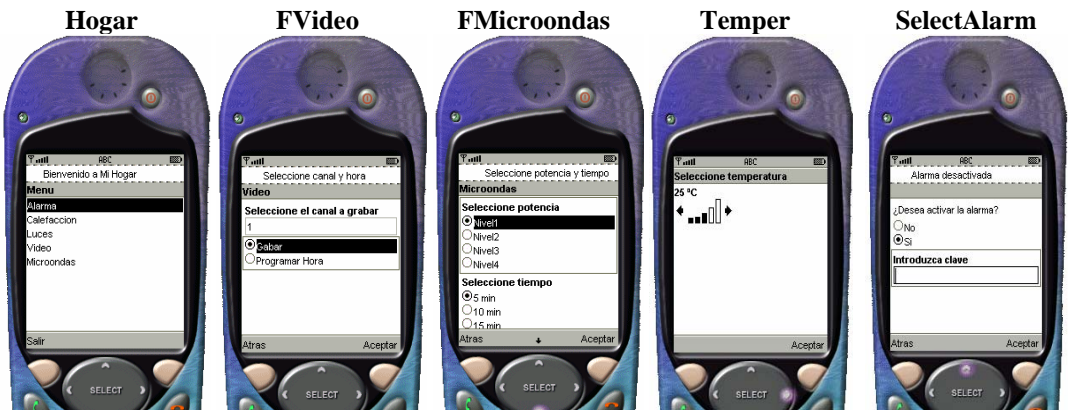 Hogar
ABC
Bienvenido a Mi Hogar
Menu
Alarma
Calefaccion
Luces
Video
Microondas
Salir
SELECT
FVideo
Seleccione canal y hora
Video
Seleccione el canal a grabar
1
Gabar
Programar Hora
Atras Aceptar
SELECT
FMicroondas
Seleccione potencia y tiempo
Microondas
Seleccione potencia
Nivel1
Nivel2
Nivel3
Nivel4
Seleccione tiempo
5 min
10 min
15 min
Atras Aceptar
SELECT
Temper
ABC
Seleccione temperatura
25 ºC
Aceptar
SELECT
SelectAlarm
ABC
Alarma desactivada
¿Desea activar la alarma?
No
Si
Introduzca clave
Atras Aceptar
SELECT